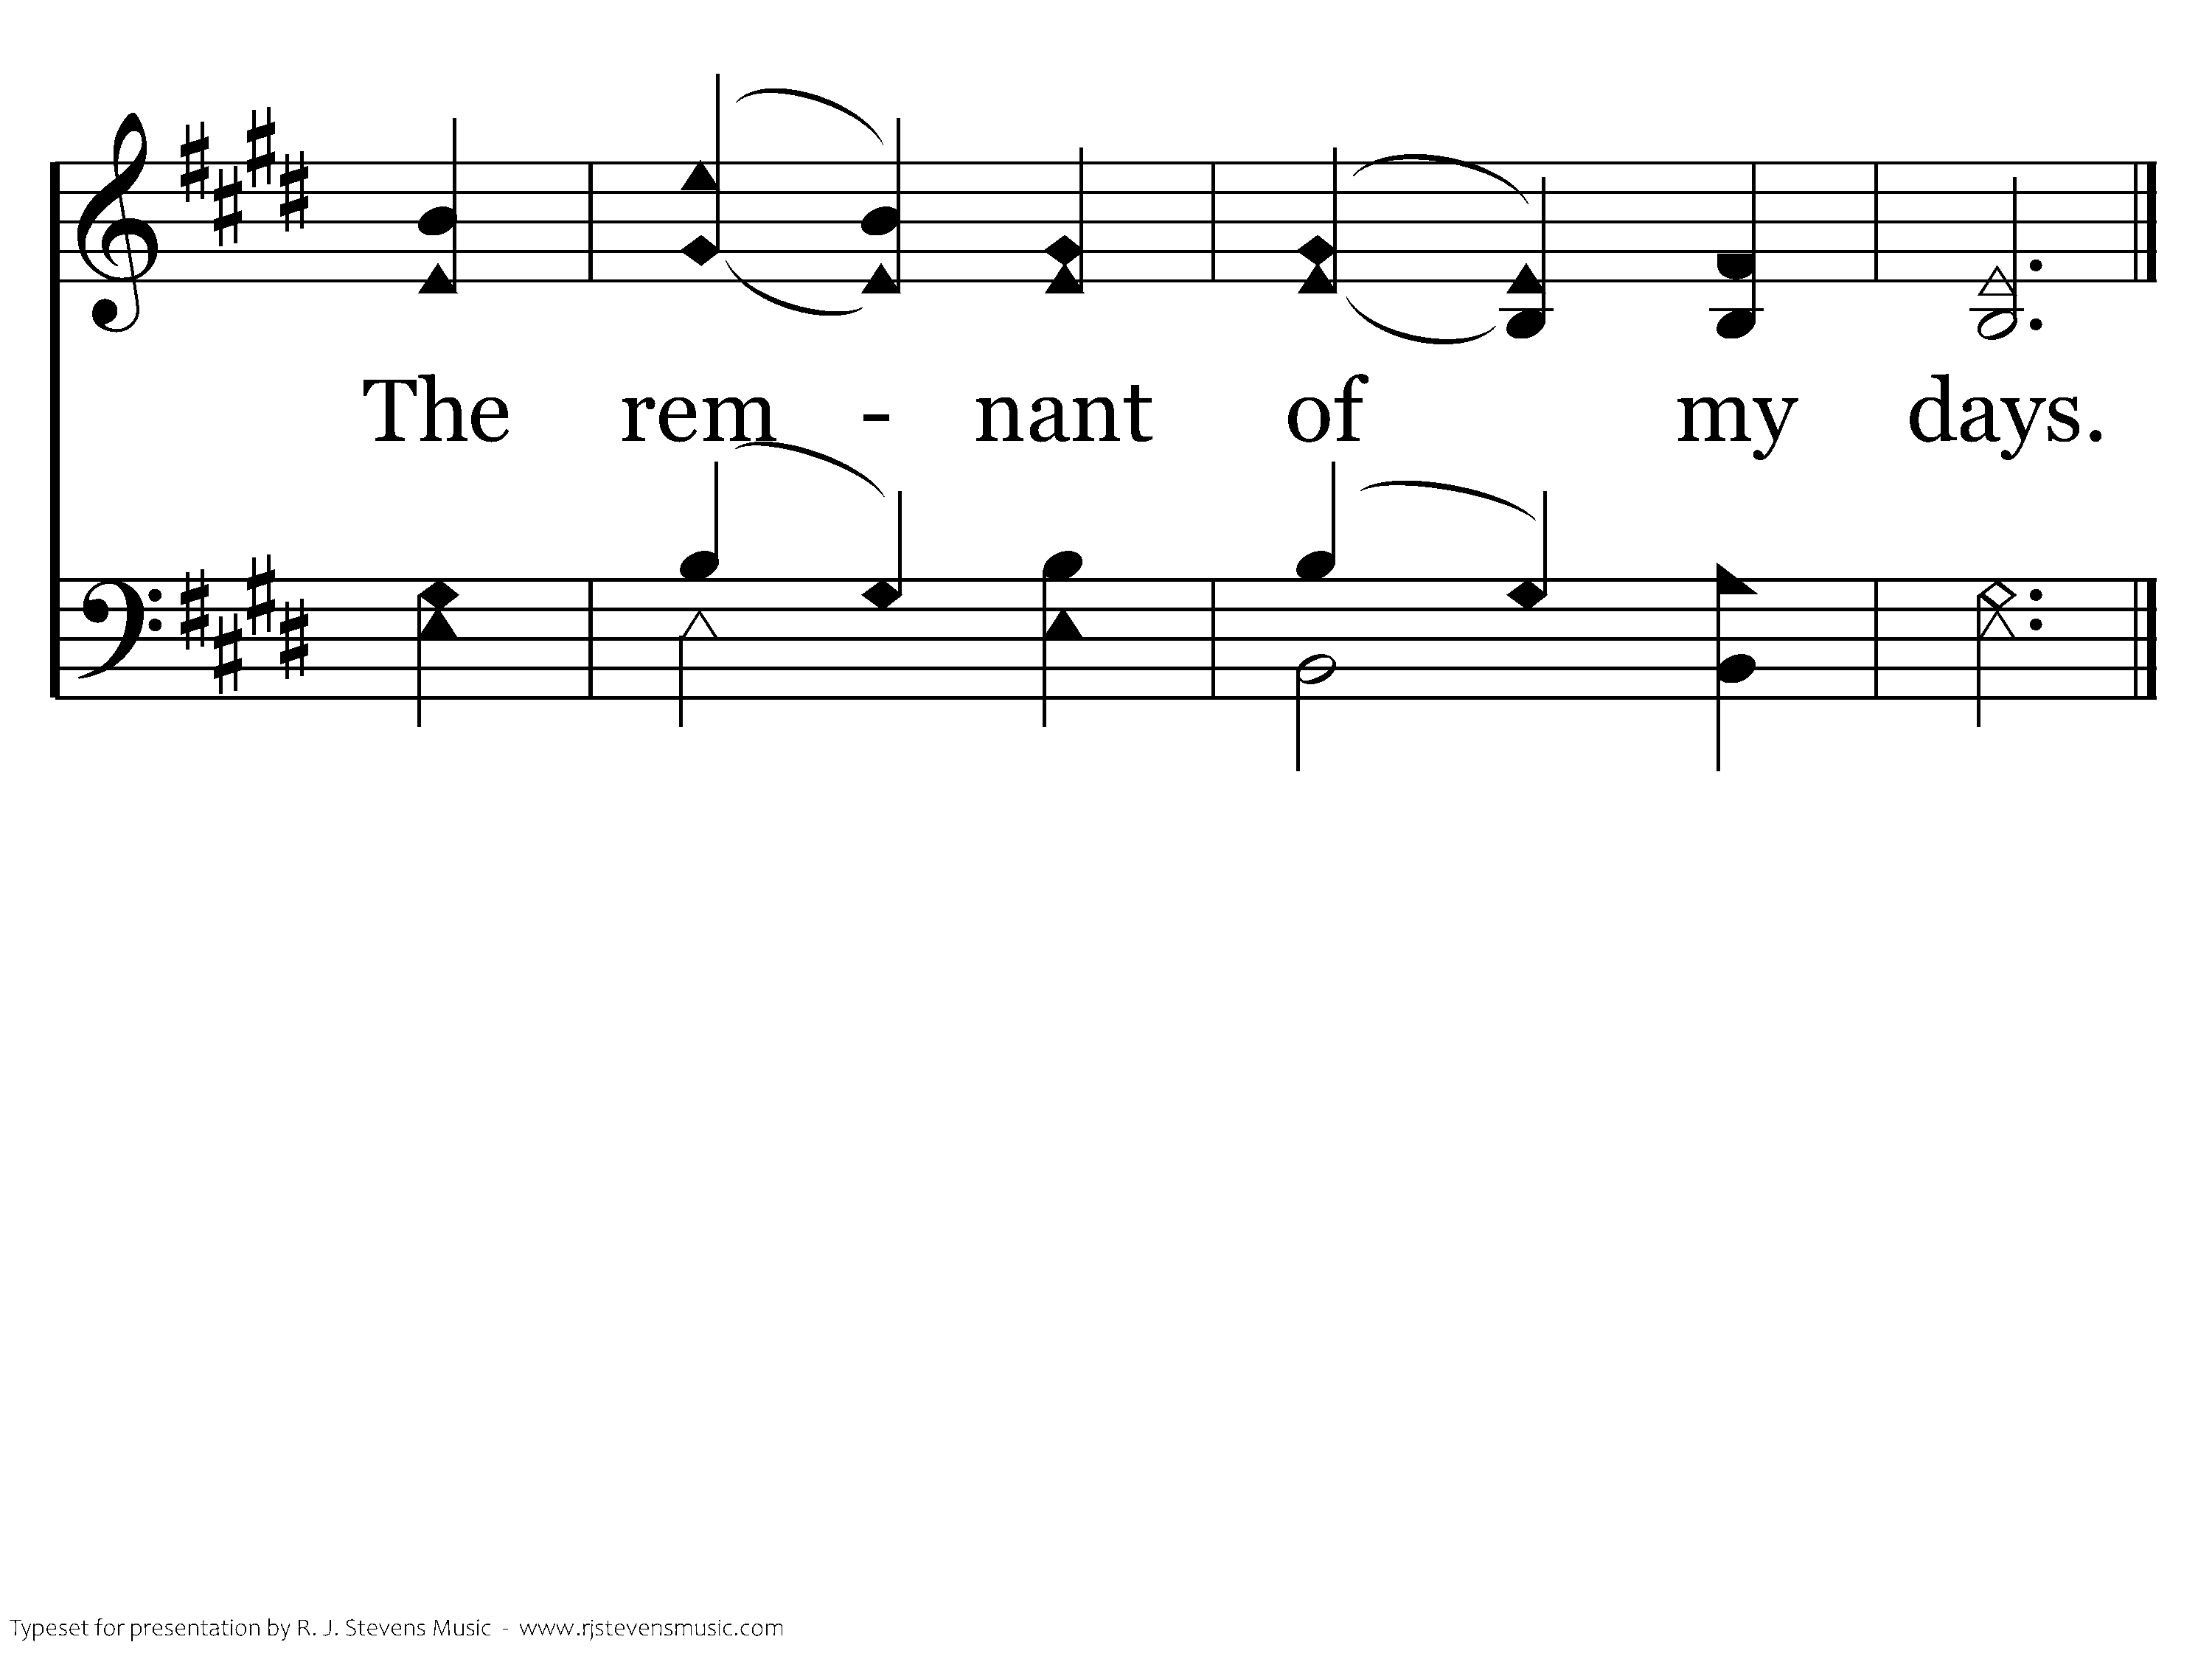 The rem - nant of my days.
Typeset for presentation by R. J. Stevens Music - www.rjstevensmusic.com